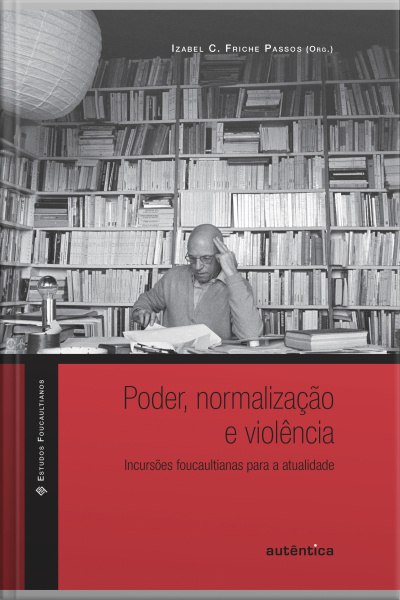 Izabel C. Friche Passos (Org.)
Poder, normalização
e violência
Incursões foucaultianas para a atualidade
Estudos Foucaultianos
autêntica